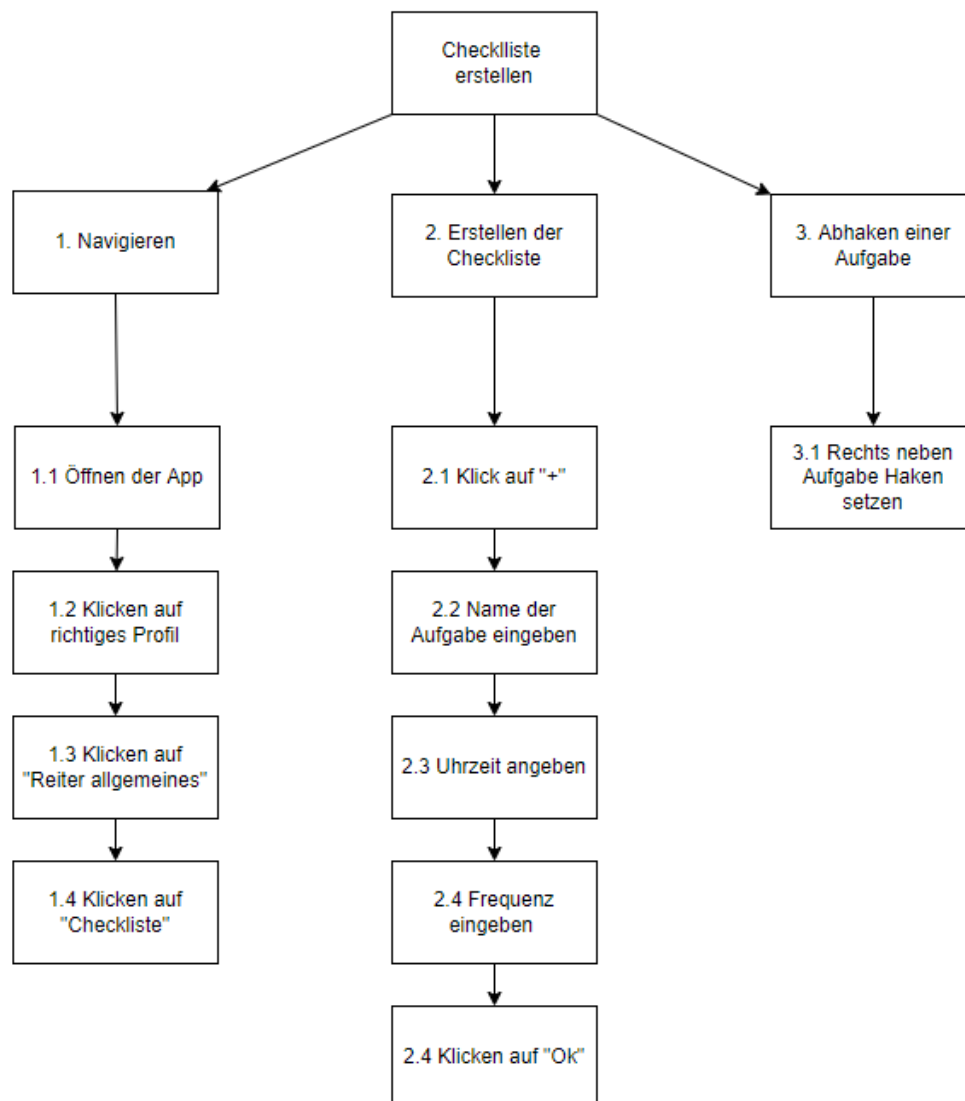 Checklliste
erstellen
1. Navigieren
2. Erstellen der
Checkliste
3. Abhaken einer
Aufgabe
1.1 Öffnen der App
2.1 Klick auf "+"
3.1 Rechts neben
Aufgabe Haken
setzen
1.2 Klicken auf
richtiges Profil
2.2 Name der
Aufgabe eingeben
1.3 Klicken auf
"Reiter allgemeines"
2.3 Uhrzeit angeben
1.4 Klicken auf
"Checkliste"
2.4 Frequenz
eingeben
2.4 Klicken auf "Ok"